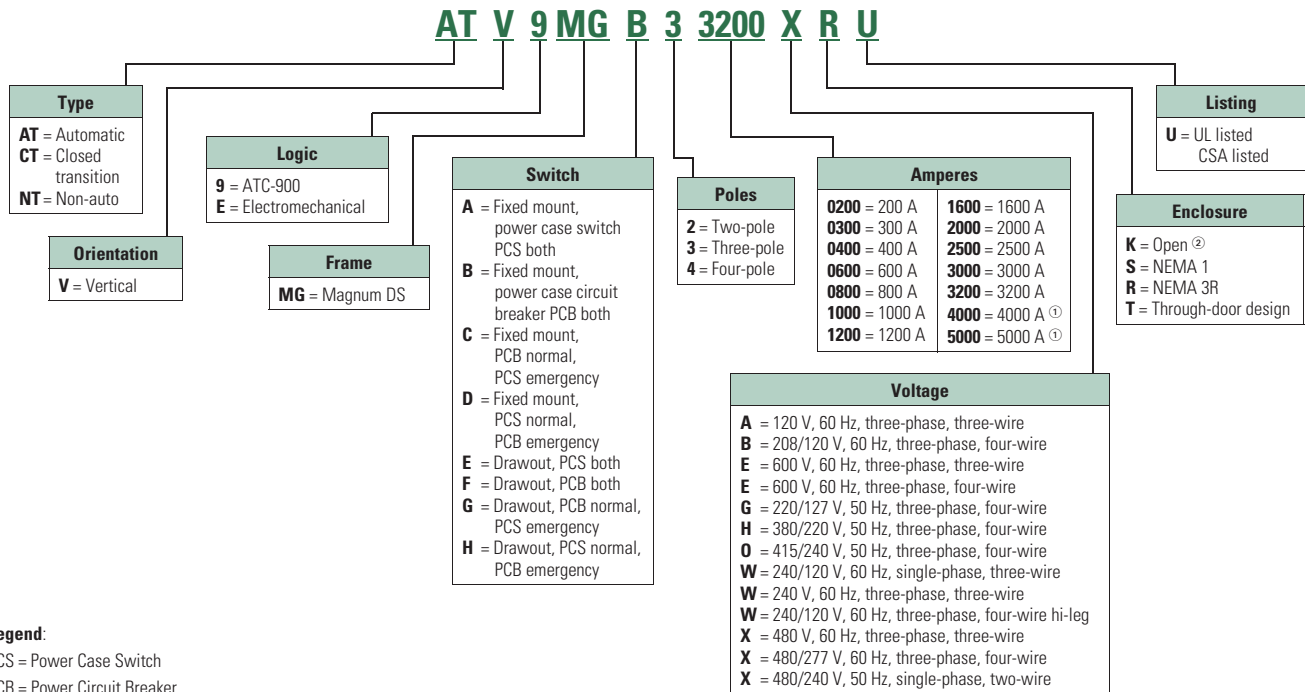 AT V 9 MG B 3 3200 X R U
Type
AT = Automatic
CT = Closed
transition
NT = Non-auto
Orientation
V = Vertical
Logic
9 = ATC-900
E = Electromechanical
Frame
MG = Magnum DS
Switch
A = Fixed mount,
power case switch
PCS both
B = Fixed mount,
power case circuit
breaker PCB both
C = Fixed mount,
PCB normal,
PCS emergency
D = Fixed mount,
PCS normal,
PCB emergency
E = Drawout, PCS both
F = Drawout, PCB both
G = Drawout, PCB normal,
PCS emergency
H = Drawout, PCS normal,
PCB emergency
Poles
2 = Two-pole
3 = Three-pole
4 = Four-pole
Amperes
0200 = 200 A
0300 = 300 A
0400 = 400 A
0600 = 600 A
0800 = 800 A
1000 = 1000 A
1200 = 1200 A
1600 = 1600 A
2000 = 2000 A
2500 = 2500 A
3000 = 3000 A
3200 = 3200 A
4000 = 4000 A ①
5000 = 5000 A ①
Voltage
A = 120 V, 60 Hz, three-phase, three-wire
B = 208/120 V, 60 Hz, three-phase, four-wire
E = 600 V, 60 Hz, three-phase, three-wire
E = 600 V, 60 Hz, three-phase, four-wire
G = 220/127 V, 50 Hz, three-phase, four-wire
H = 380/220 V, 50 Hz, three-phase, four-wire
O = 415/240 V, 50 Hz, three-phase, four-wire
W = 240/120 V, 60 Hz, single-phase, three-wire
W = 240 V, 60 Hz, three-phase, three-wire
W = 240/120 V, 60 Hz, three-phase, four-wire hi-leg
X = 480 V, 60 Hz, three-phase, three-wire
X = 480/277 V, 60 Hz, three-phase, four-wire
X = 480/240 V, 50 Hz, single-phase, two-wire
Enclosure
K = Open ②
S = NEMA 1
R = NEMA 3R
T = Through-door design
Listing
U = UL listed
CSA listed
egend:
CS = Power Case Switch
CB = Power Circuit Breaker